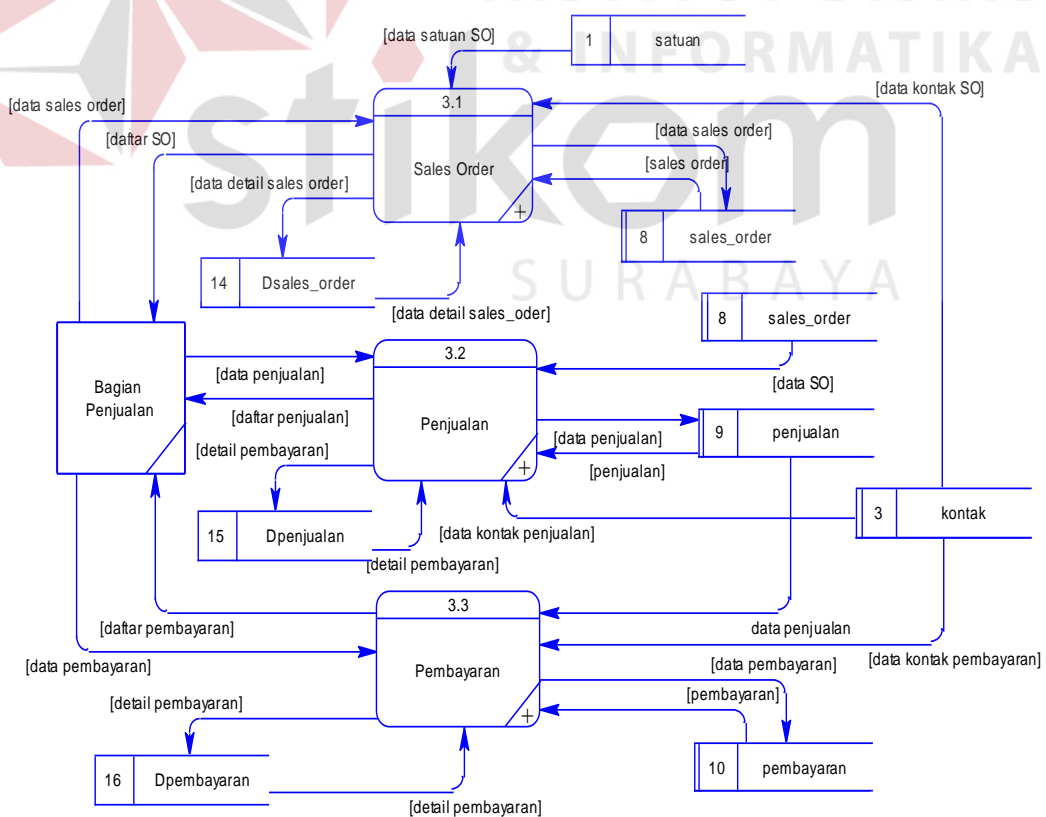 & INFORMATIKA
stikom
SURABAYA
[data satuan SO]
1 satuan
[data kontak SO]
[data sales order]
3.1
[daftar SO]
[data sales order]
Sales Order
[sales order]
[data detail sales order]
8 sales_order
14 Dsales_order
[data detail sales_oder]
8 sales_order
3.2
[data penjualan]
[data SO]
Bagian
Penjualan
[daftar penjualan]
Penjualan
9 penjualan
[data penjualan]
[detail pembayaran]
[penjualan]
3 kontak
15 Dpenjualan
[data kontak penjualan]
[detail pembayaran]
3.3
[daftar pembayaran]
data penjualan
[data pembayaran]
[data kontak pembayaran]
Pembayaran
[data pembayaran]
[detail pembayaran]
[pembayaran]
10 pembayaran
16 Dpembayaran
[detail pembayaran]